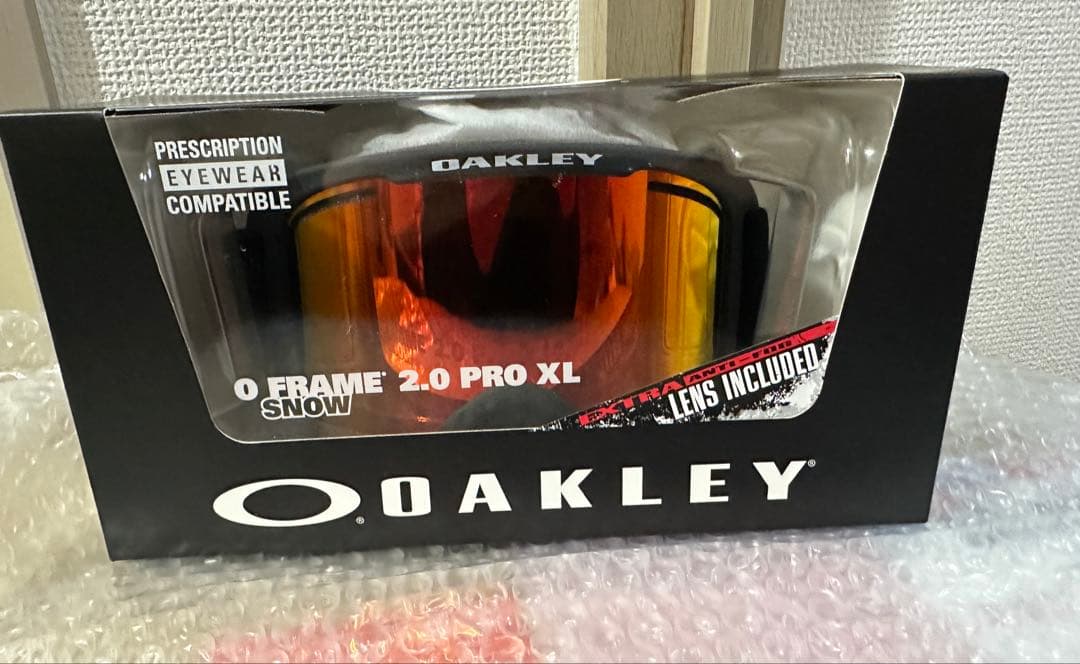 PRESCRIPTION
EYEWEAR
COMPATIBLE
OAKLEY
O FRAME® 2.0 PRO XL
SNOW
EXTRA ANTI-FOG
LENS INCLUDED
OAKLEY®